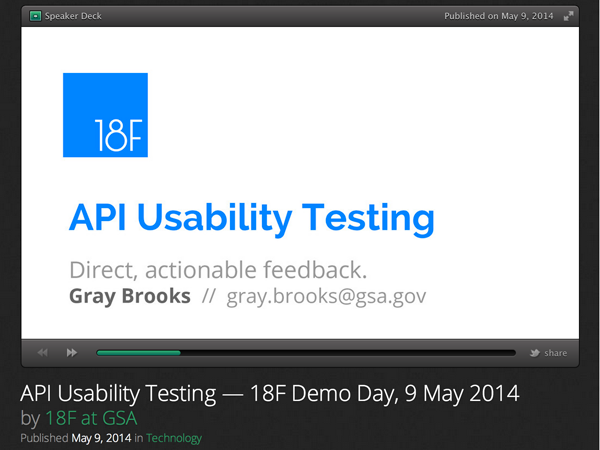 Speaker Deck Published on May 9, 2014
18F
API Usability Testing
Direct, actionable feedback.
Gray Brooks // gray.brooks@gsa.gov
share
API Usability Testing — 18F Demo Day, 9 May 2014
by 18F at GSA
Published May 9, 2014 in Technology